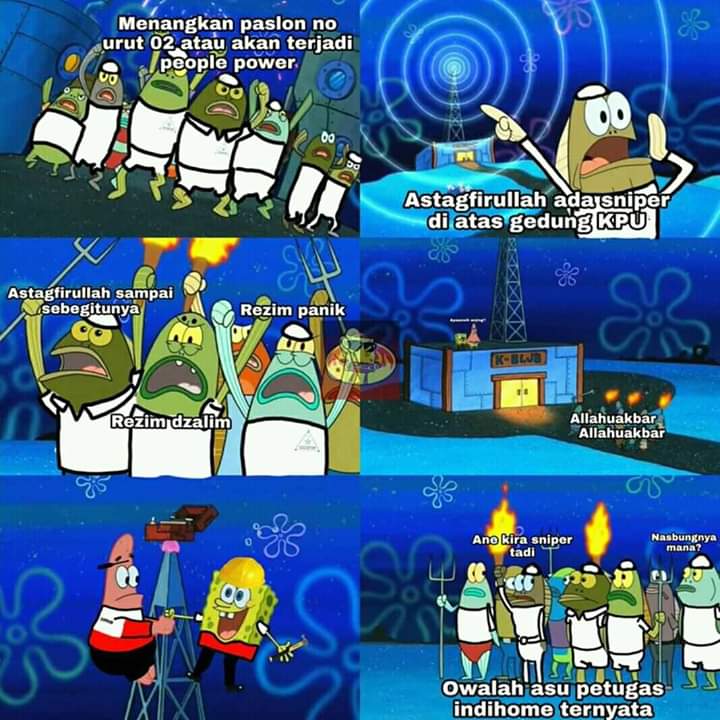 Menangkan paslon no
urut 02 atau akan terjadi
people power
Astagfirullah ada sniper
di atas gedung KPU
Astagfirullah sampai
sebegitunya
Rezim panik
Rezim dzalim
K-BLWB
Allahuakbar
Allahuakbar
Ane kira sniper
tadi
Nasbungnya
mana?
Owalah asu petugas
indihome ternyata